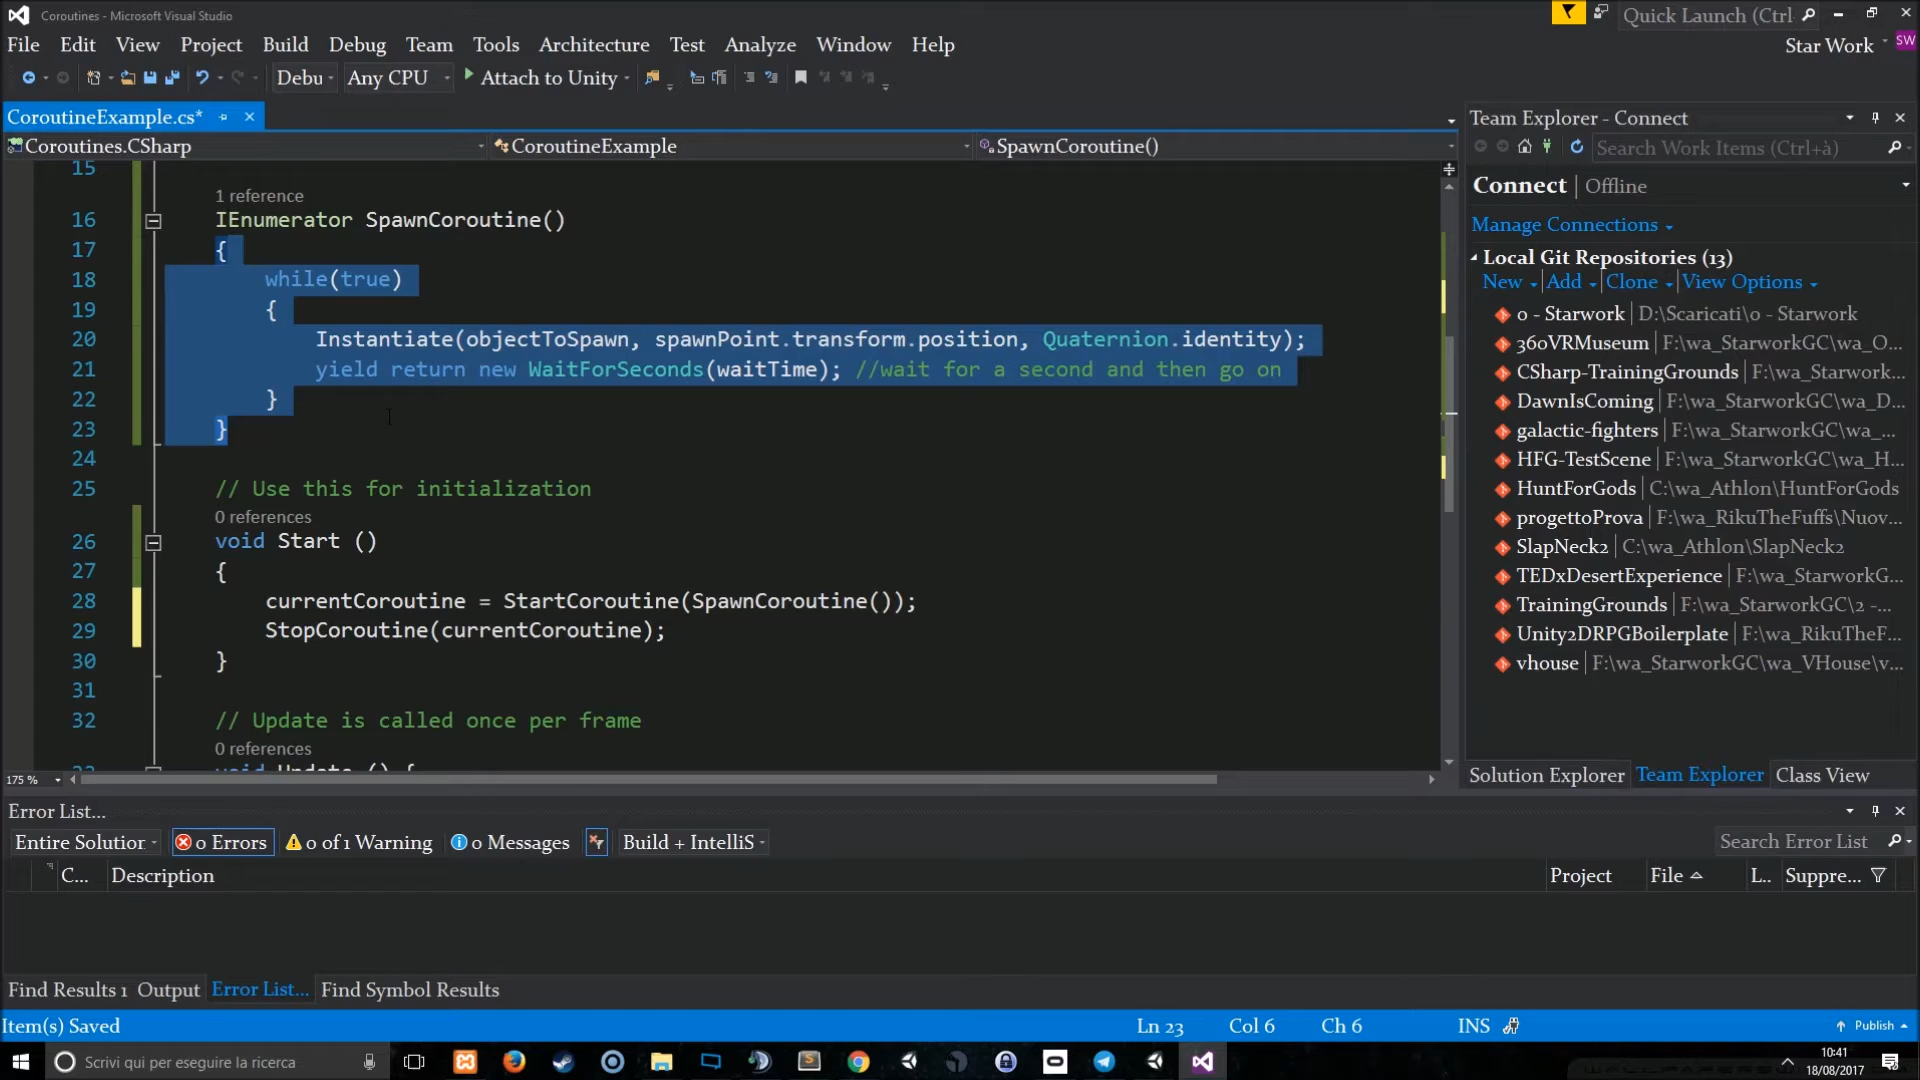 Coroutines - Microsoft Visual Studio
Quick Launch (Ctrl
File Edit View Project Build Debug Team Tools Architecture Test Analyze Window Help
Star Work SW
Debu Any CPU Attach to Unity
CoroutineExample.cs*
Coroutines.CSharp CoroutineExample SpawnCoroutine()
15
1 reference
16 IEnumerator SpawnCoroutine()
17 {
18 while(true)
19 {
20 Instantiate(objectToSpawn, spawnPoint.transform.position, Quaternion.identity);
21 yield return new WaitForSeconds(waitTime); //wait for a second and then go on
22 }
23 }
24
25 // Use this for initialization
0 references
26 void Start ()
27 {
28 currentCoroutine = StartCoroutine(SpawnCoroutine());
29 StopCoroutine(currentCoroutine);
30 }
31
32 // Update is called once per frame
0 references
void Update () {
175 %
Team Explorer - Connect
Search Work Items (Ctrl+à)
Connect | Offline
Manage Connections
Local Git Repositories (13)
New Add Clone View Options
0 - Starwork | D:\Scaricati\0 - Starwork
360VRMuseum | F:\wa_StarworkGC\wa_O...
CSharp-TrainingGrounds | F:\wa_Starwork...
DawnIsComing | F:\wa_StarworkGC\wa_D...
galactic-fighters | F:\wa_StarworkGC\wa_...
HFG-TestScene | F:\wa_StarworkGC\wa_H...
HuntForGods | C:\wa_Athlon\HuntForGods
progettoProva | F:\wa_RikuTheFuffs\Nuov...
SlapNeck2 | C:\wa_Athlon\SlapNeck2
TEDxDesertExperience | F:\wa_StarworkG...
TrainingGrounds | F:\wa_StarworkGC\2 -...
Unity2DRPGBoilerplate | F:\wa_RikuTheF...
vhouse | F:\wa_StarworkGC\wa_VHouse\v...
Solution Explorer Team Explorer Class View
Error List...
Entire Solution 0 Errors 0 of 1 Warning 0 Messages Build + IntelliS
Search Error List
C... Description Project File L.. Suppre...
Find Results 1 Output Error List... Find Symbol Results
Item(s) Saved Ln 23 Col 6 Ch 6 INS Publish
Scrivi qui per eseguire la ricerca
10:41
18/08/2017